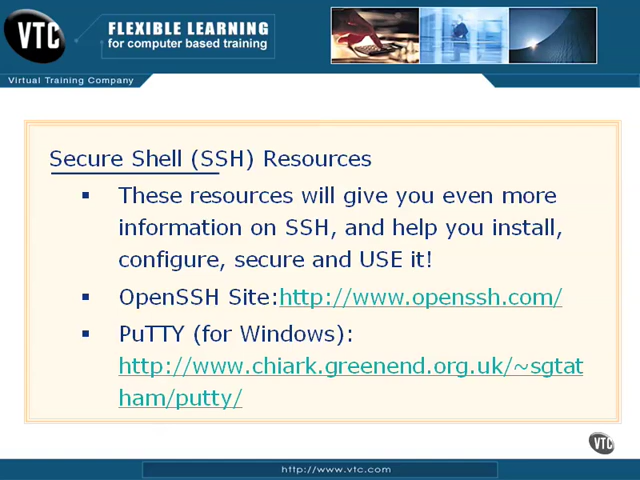 VTC
FLEXIBLE LEARNING
for computer based training
Virtual Training Company
Secure Shell (SSH) Resources
▪ These resources will give you even more
information on SSH, and help you install,
configure, secure and USE it!
▪ OpenSSH Site:http://www.openssh.com/
▪ PuTTY (for Windows):
http://www.chiark.greenend.org.uk/~sgtat
ham/putty/
VTC
http://www.vtc.com